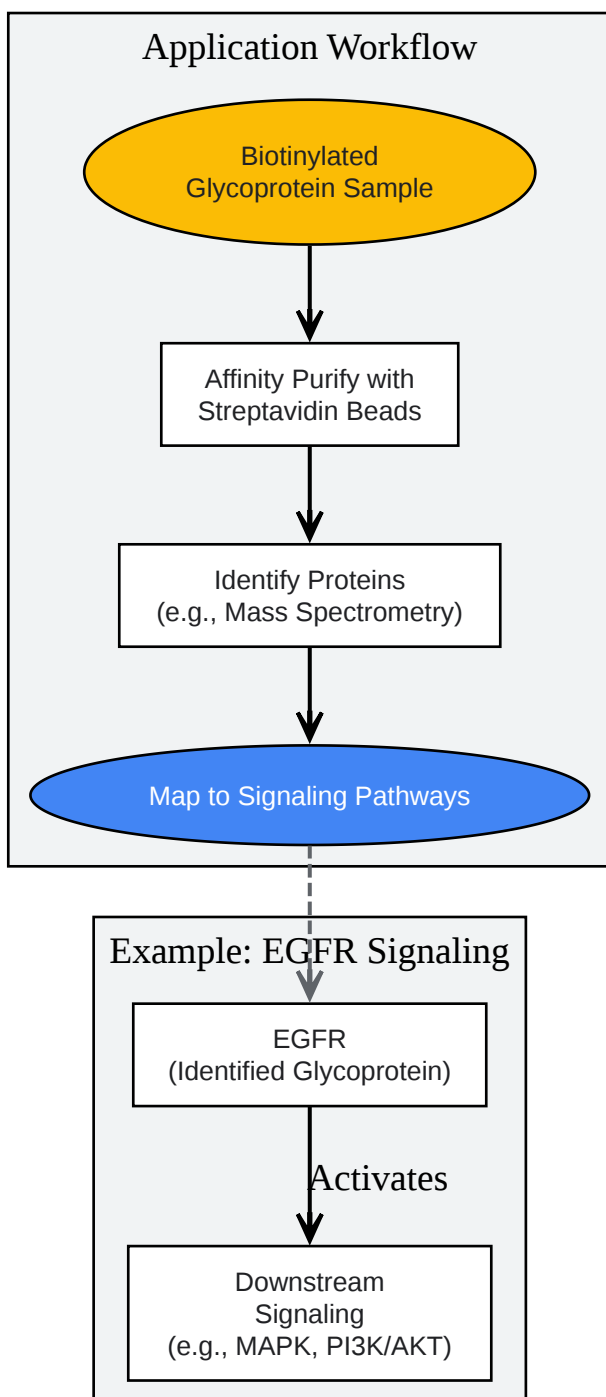 Application Workflow
Biotinylated
Glycoprotein Sample
Affinity Purify with
Streptavidin Beads
Identify Proteins
(e.g., Mass Spectrometry)
Map to Signaling Pathways
Example: EGFR Signaling
EGFR
(Identified Glycoprotein)
Activates
Downstream
Signaling
(e.g., MAPK, PI3K/AKT)